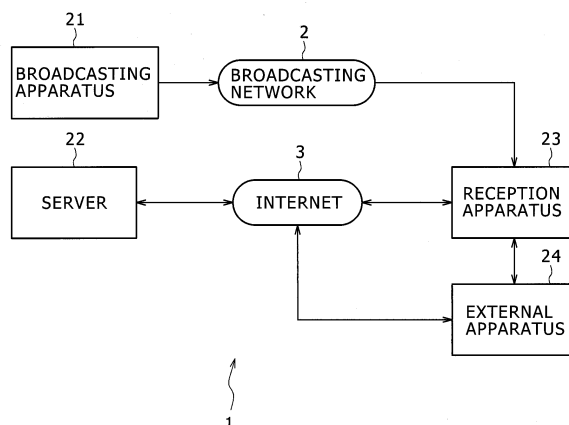 21
BROADCASTING
APPARATUS
2
BROADCASTING
NETWORK
22
SERVER
3
INTERNET
23
RECEPTION
APPARATUS
24
EXTERNAL
APPARATUS
1